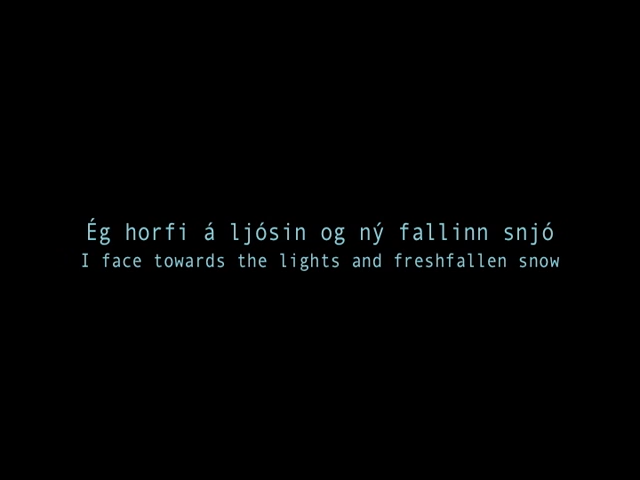 Ég horfi á ljósin og ný fallinn snjó
I face towards the lights and freshfallen snow